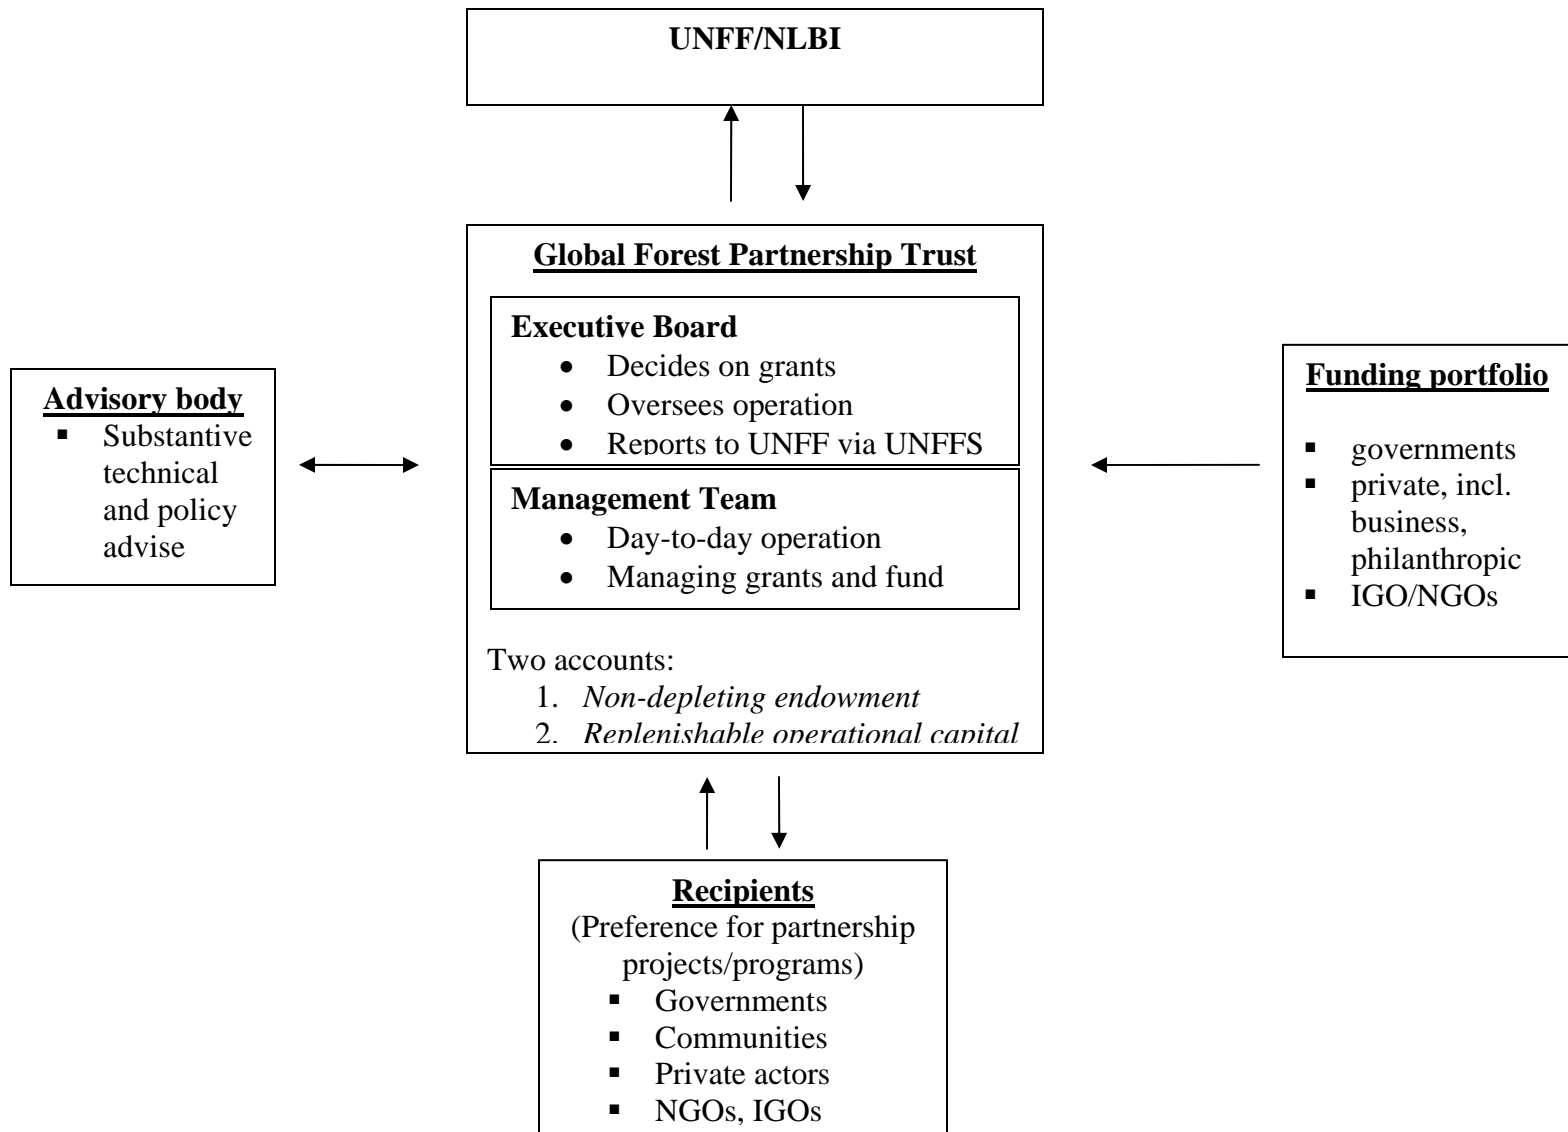 UNFF/NLBI
Global Forest Partnership Trust
Executive Board
• Decides on grants
• Oversees operation
• Reports to UNFF via UNFFS
Management Team
• Day-to-day operation
• Managing grants and fund
Two accounts:
1. Non-depleting endowment
2. Replenishable operational capital
Advisory body
▪ Substantive
technical
and policy
advise
Funding portfolio
▪ governments
▪ private, incl.
business,
philanthropic
▪ IGO/NGOs
Recipients
(Preference for partnership
projects/programs)
▪ Governments
▪ Communities
▪ Private actors
▪ NGOs, IGOs